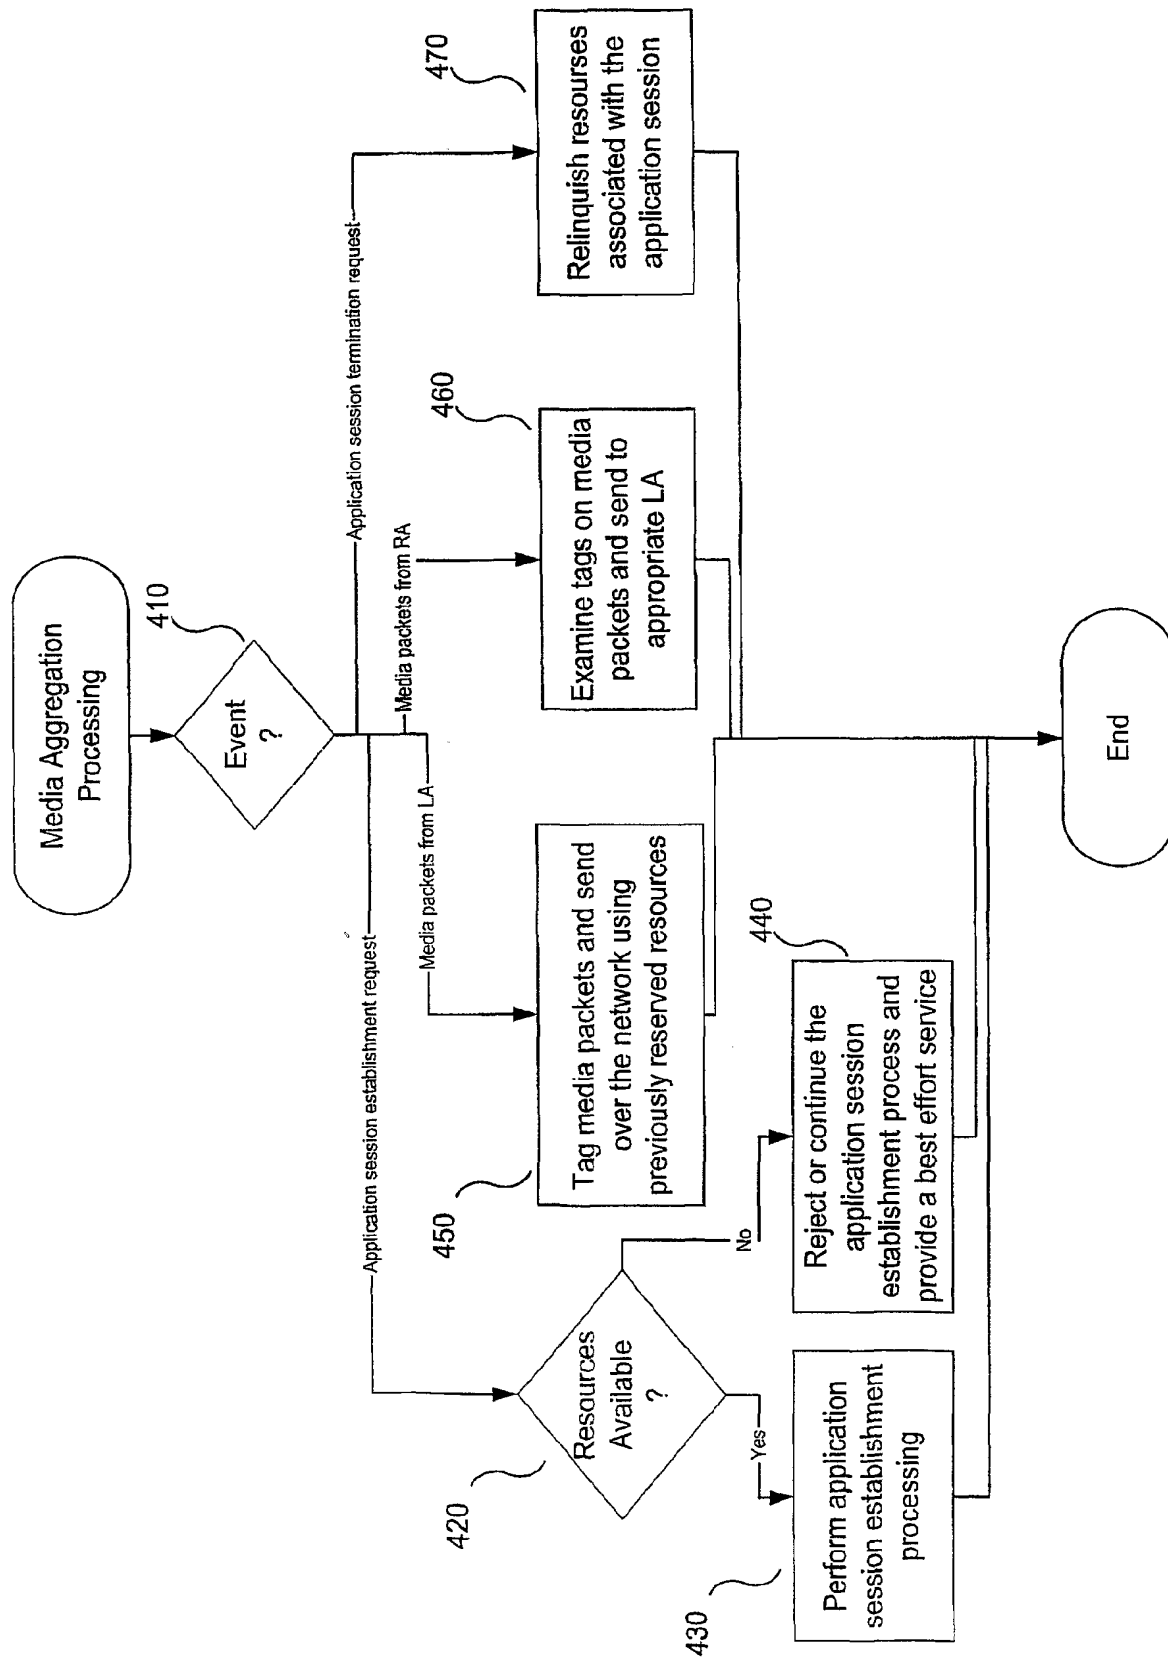 Media Aggregation
Processing
410
Event
?
Application session establishment request
Media packets from LA
Media packets from RA
Application session termination request
420
Resources
Available
?
450
Tag media packets and send
over the network using
previously reserved resources
460
Examine tags on media
packets and send to
appropriate LA
470
Relinquish resourses
associated with the
application session
Yes
No
430
Perform application
session establishment
processing
440
Reject or continue the
application session
establishment process and
provide a best effort service
End